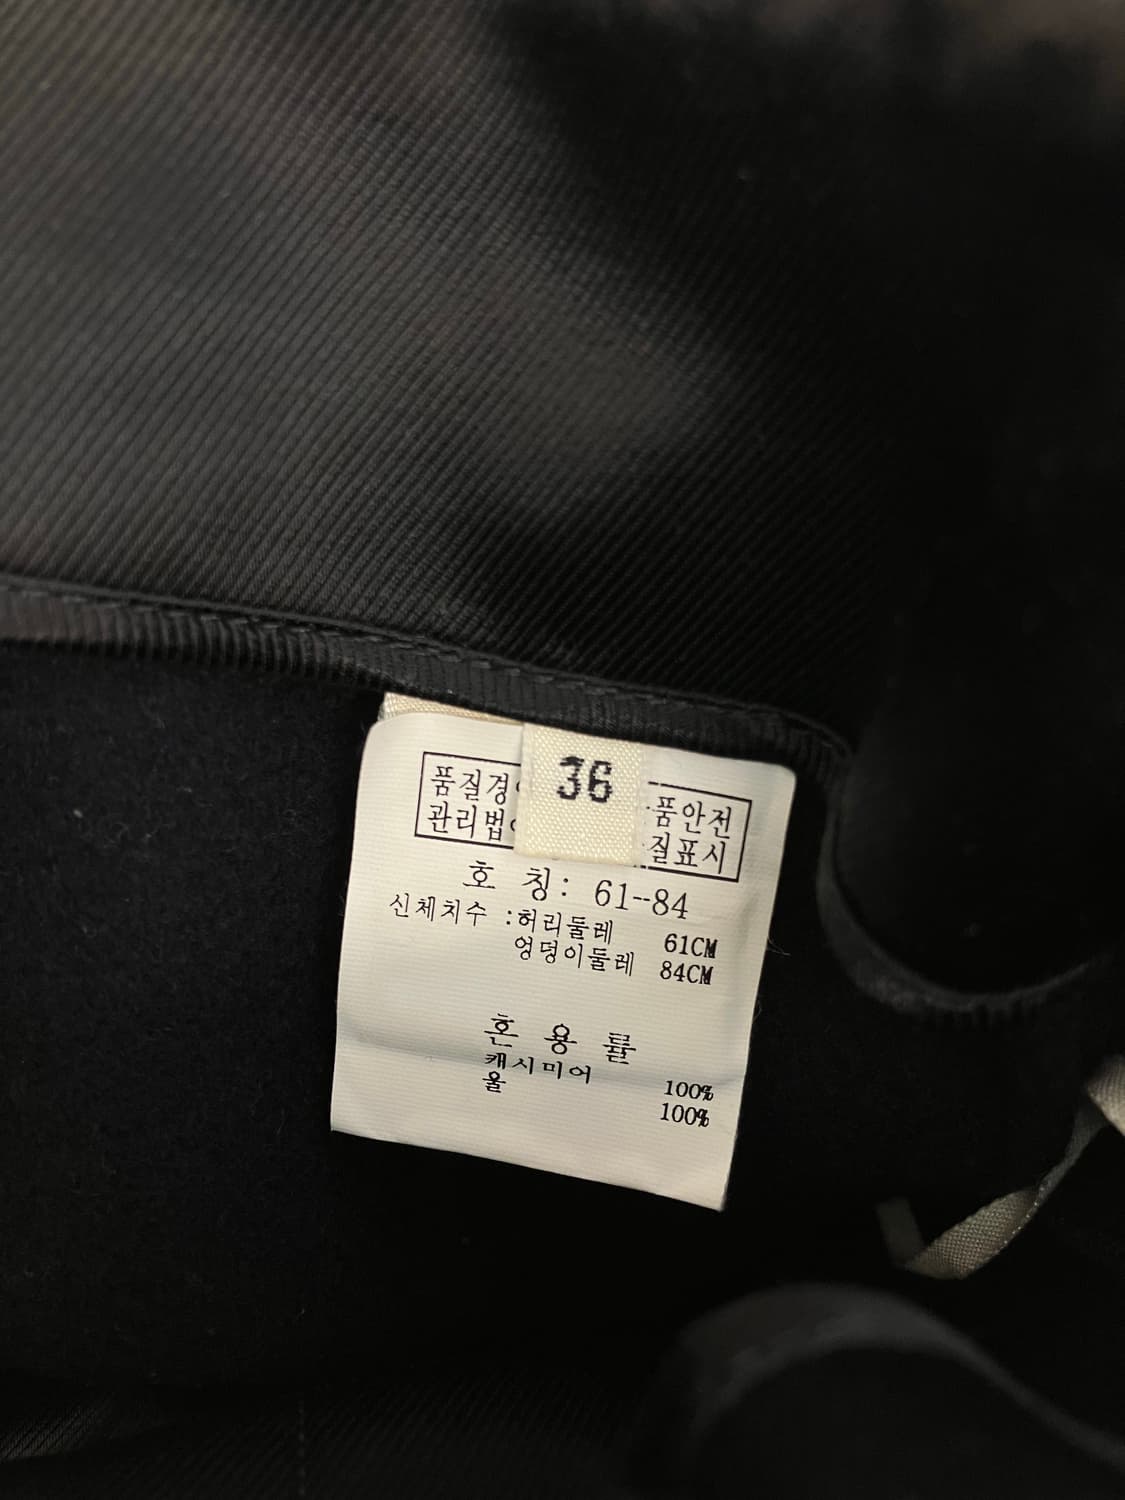 36
품질경 품안전
관리법 질표시
호 칭: 61--84
신체치수 :허리둘레 61CM
엉덩이둘레 84CM
혼 용 률
캐시미어 100%
울 100%